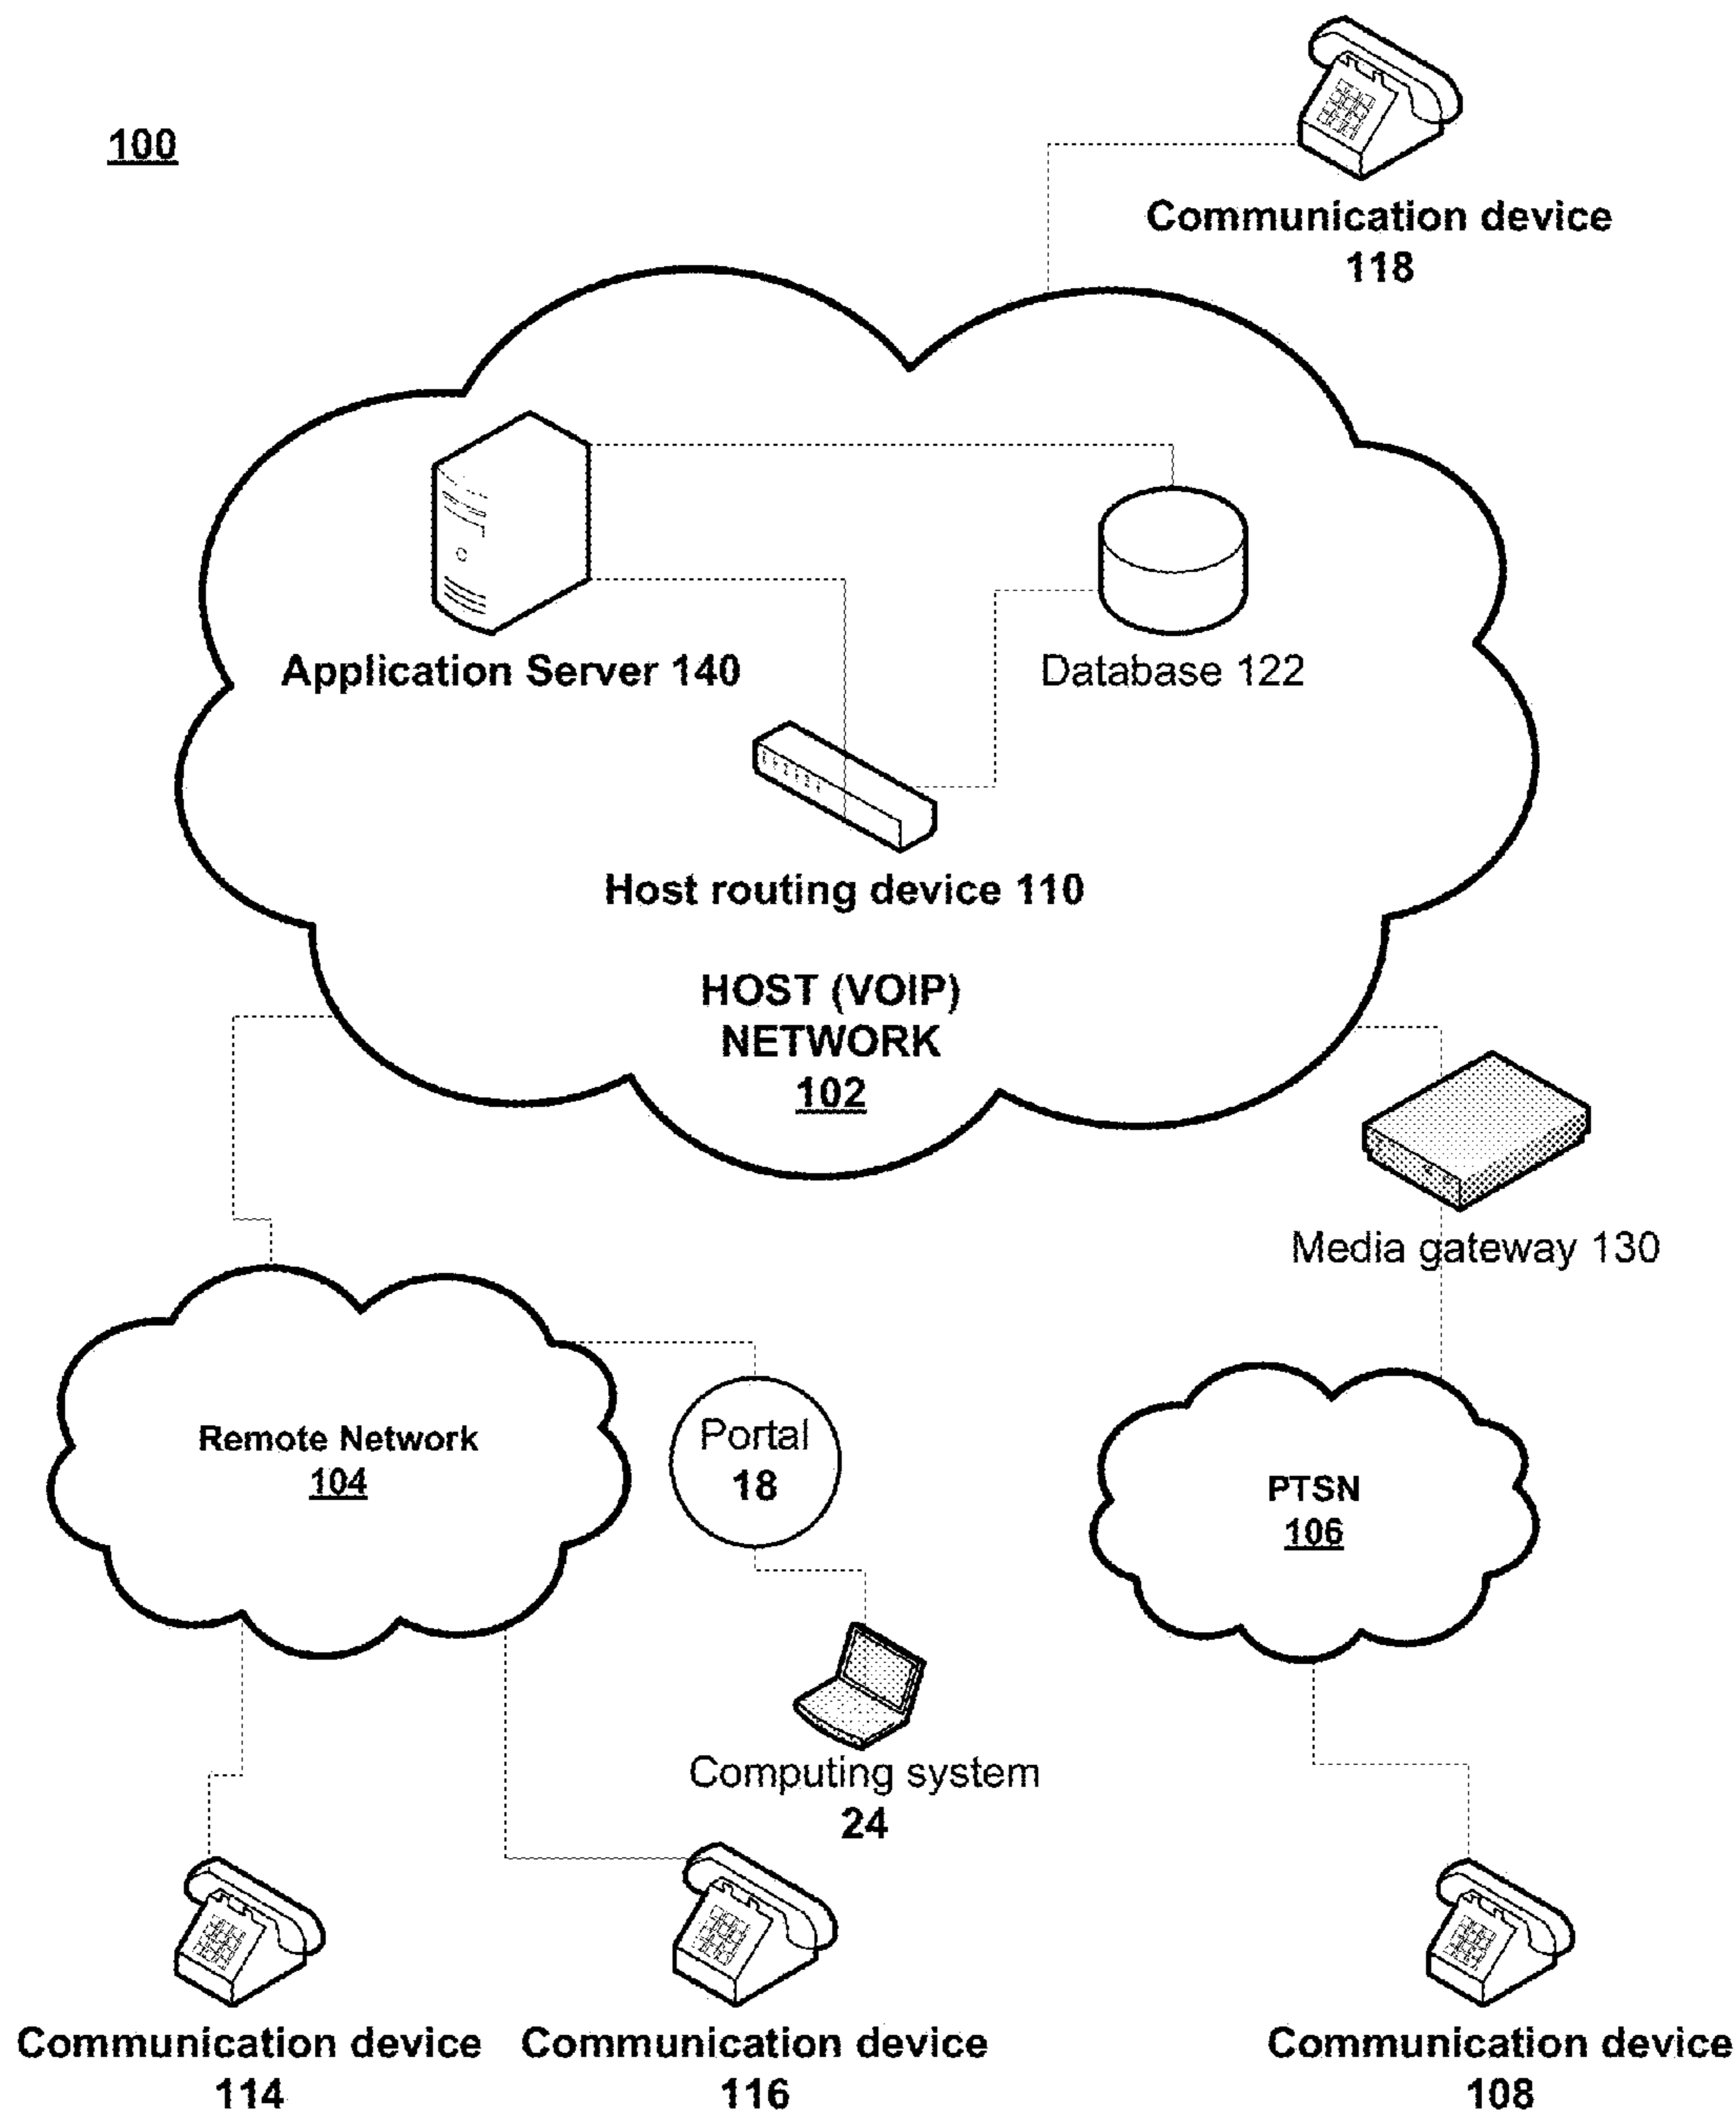 100
Communication device
118
Application Server 140
Database 122
Host routing device 110
HOST (VOIP)
NETWORK
102
Media gateway 130
Remote Network
104
Portal
18
PTSN
106
Computing system
24
Communication device
114
Communication device
116
Communication device
108